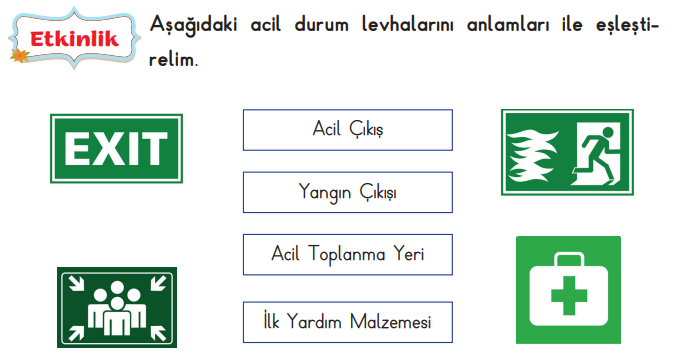 Etkinlik
Aşağıdaki acil durum levhalarını anlamları ile eşleşti-
relim.
EXIT
Acil Çıkış
Yangın Çıkışı
Acil Toplanma Yeri
İlk Yardım Malzemesi